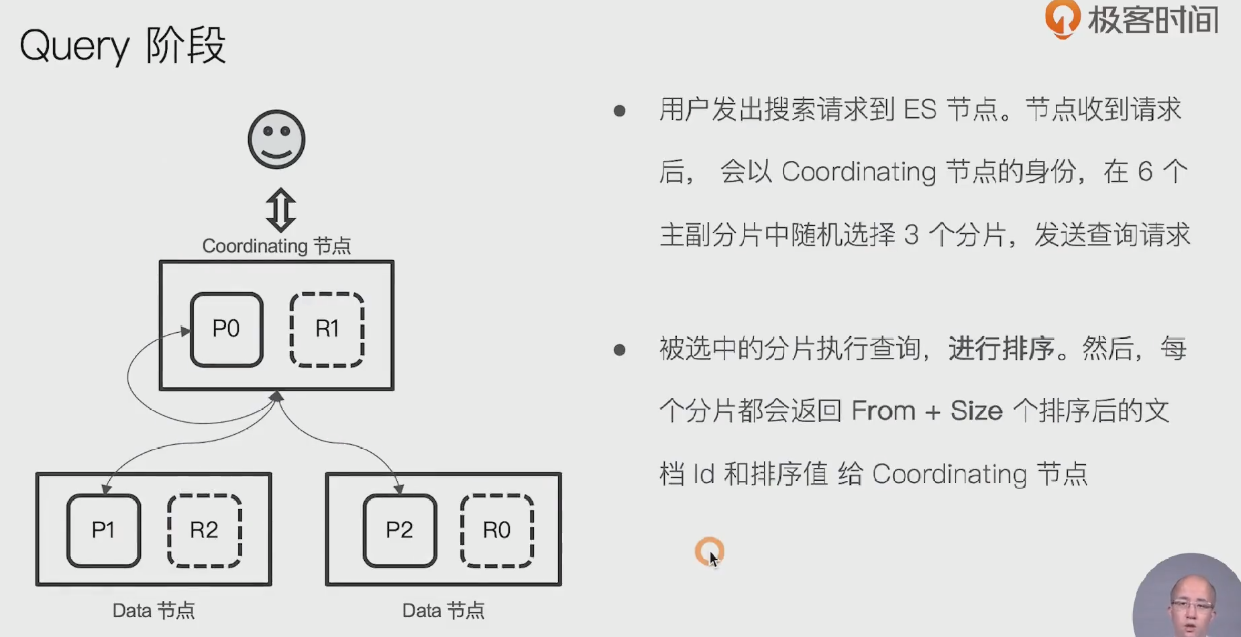 极客时间
Query 阶段
用户发出搜索请求到 ES 节点。节点收到请求
后， 会以 Coordinating 节点的身份，在 6 个
主副分片中随机选择 3 个分片，发送查询请求
被选中的分片执行查询，进行排序。然后，每
个分片都会返回 From + Size 个排序后的文
档 Id 和排序值 给 Coordinating 节点
Coordinating 节点
P0
R1
P1
R2
P2
R0
Data 节点
Data 节点